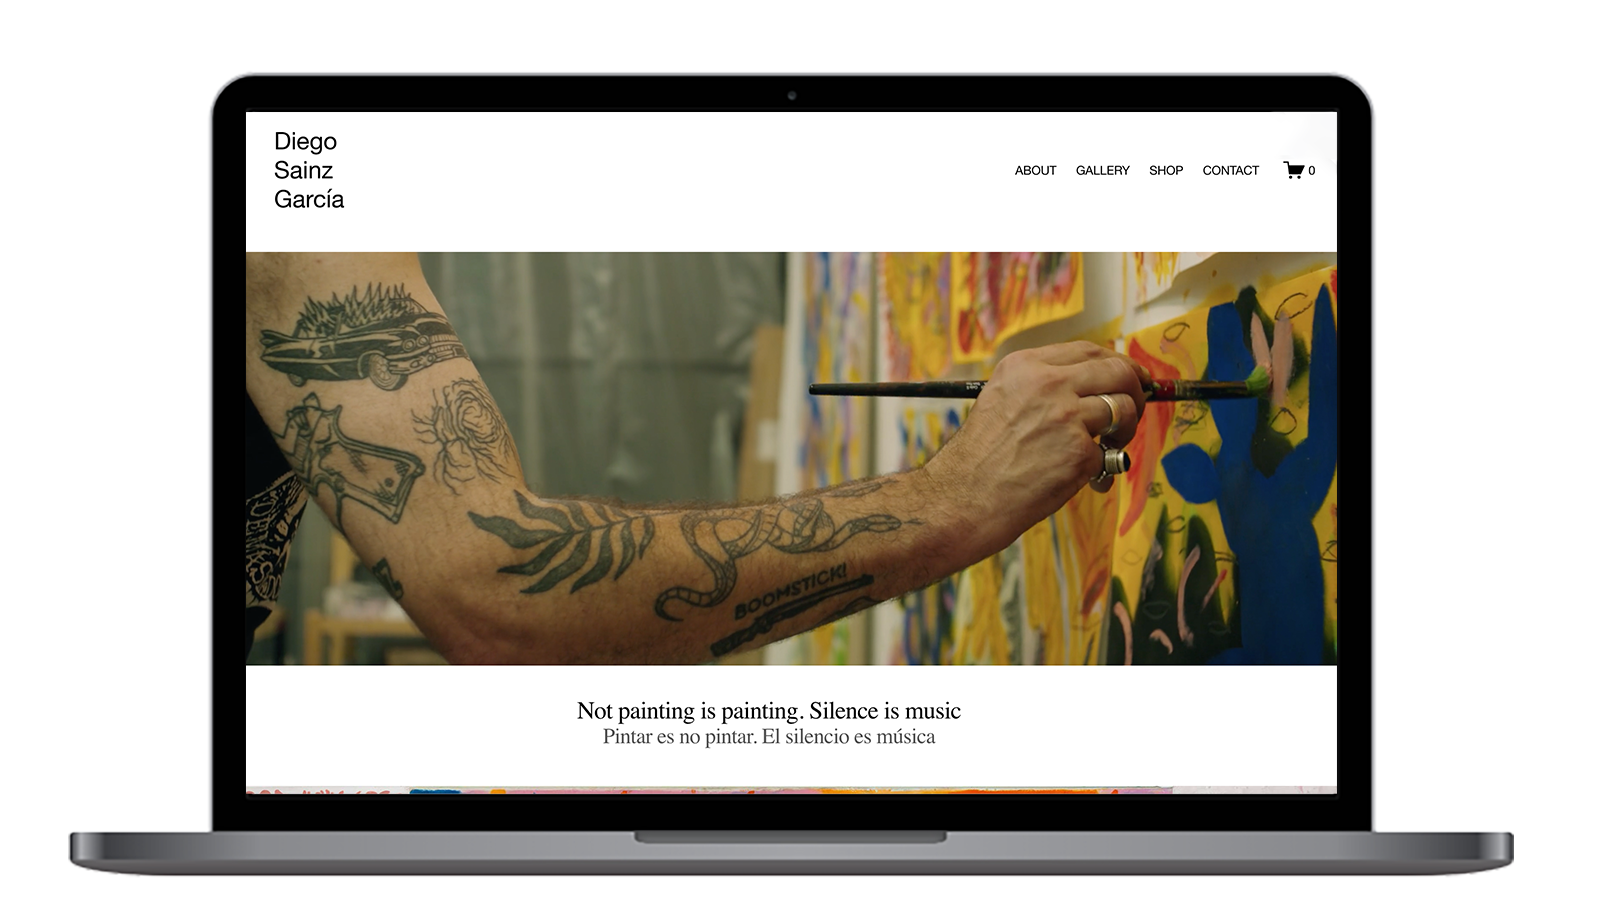 Diego
Sainz
García
ABOUT GALLERY SHOP CONTACT 0
BOOMSTICK!
Not painting is painting. Silence is music
Pintar es no pintar. El silencio es música